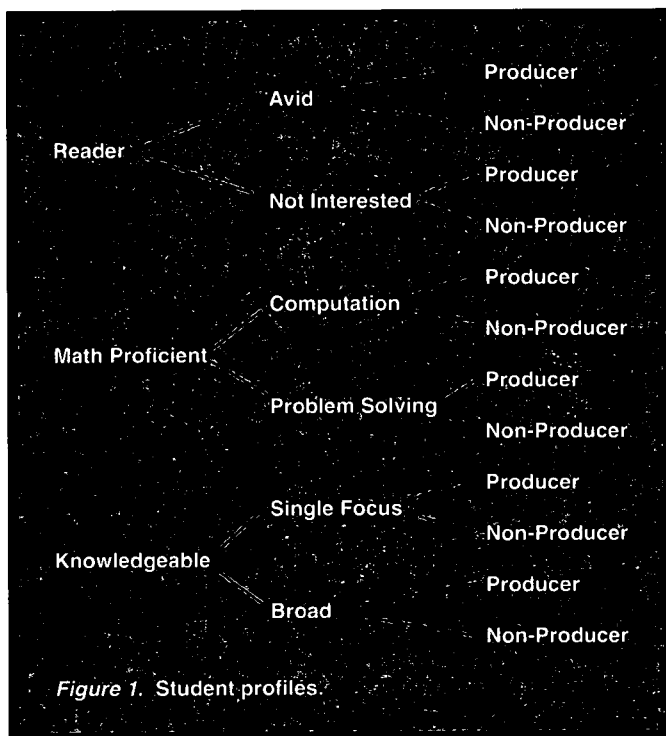 Producer
Avid
Non-Producer
Reader
Producer
Not Interested
Non-Producer
Producer
Computation
Non-Producer
Math Proficient
Producer
Problem Solving
Non-Producer
Producer
Single Focus
Non-Producer
Knowledgeable
Producer
Broad
Non-Producer
Figure 1. Student profiles.